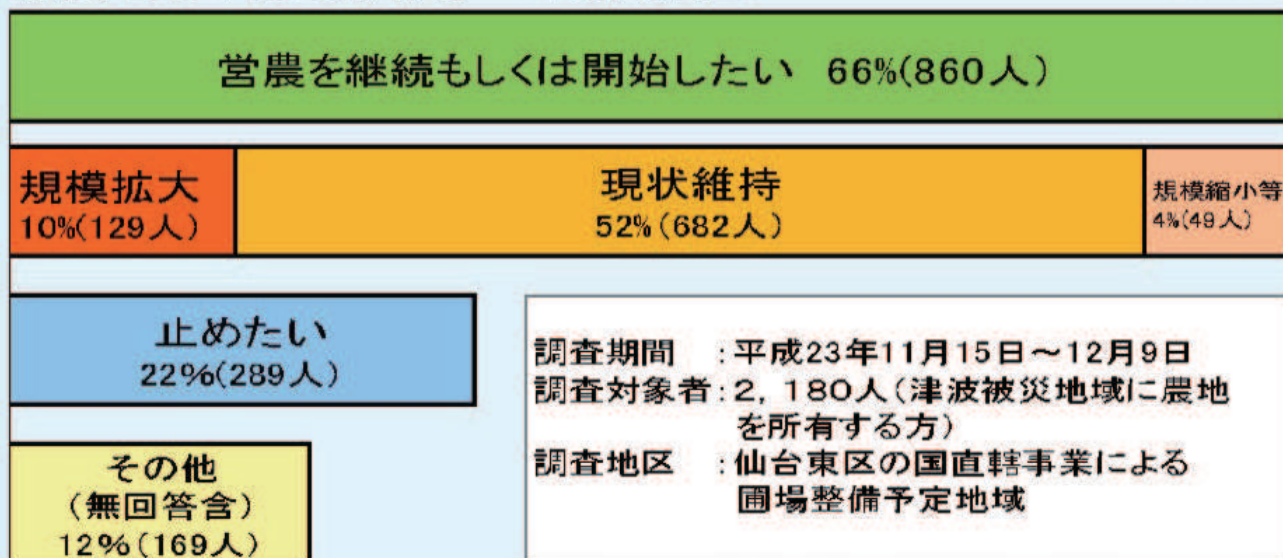 営農を継続もしくは開始したい 66%(860人)
規模拡大
10%(129人)
現状維持
52%(682人)
規模縮小等
4%(49人)
止めたい
22%(289人)
調査期間 :平成23年11月15日～12月9日
調査対象者:2,180人(津波被災地域に農地
を所有する方)
調査地区 :仙台東区の国直轄事業による
圃場整備予定地域
その他
(無回答含)
12%(169人)